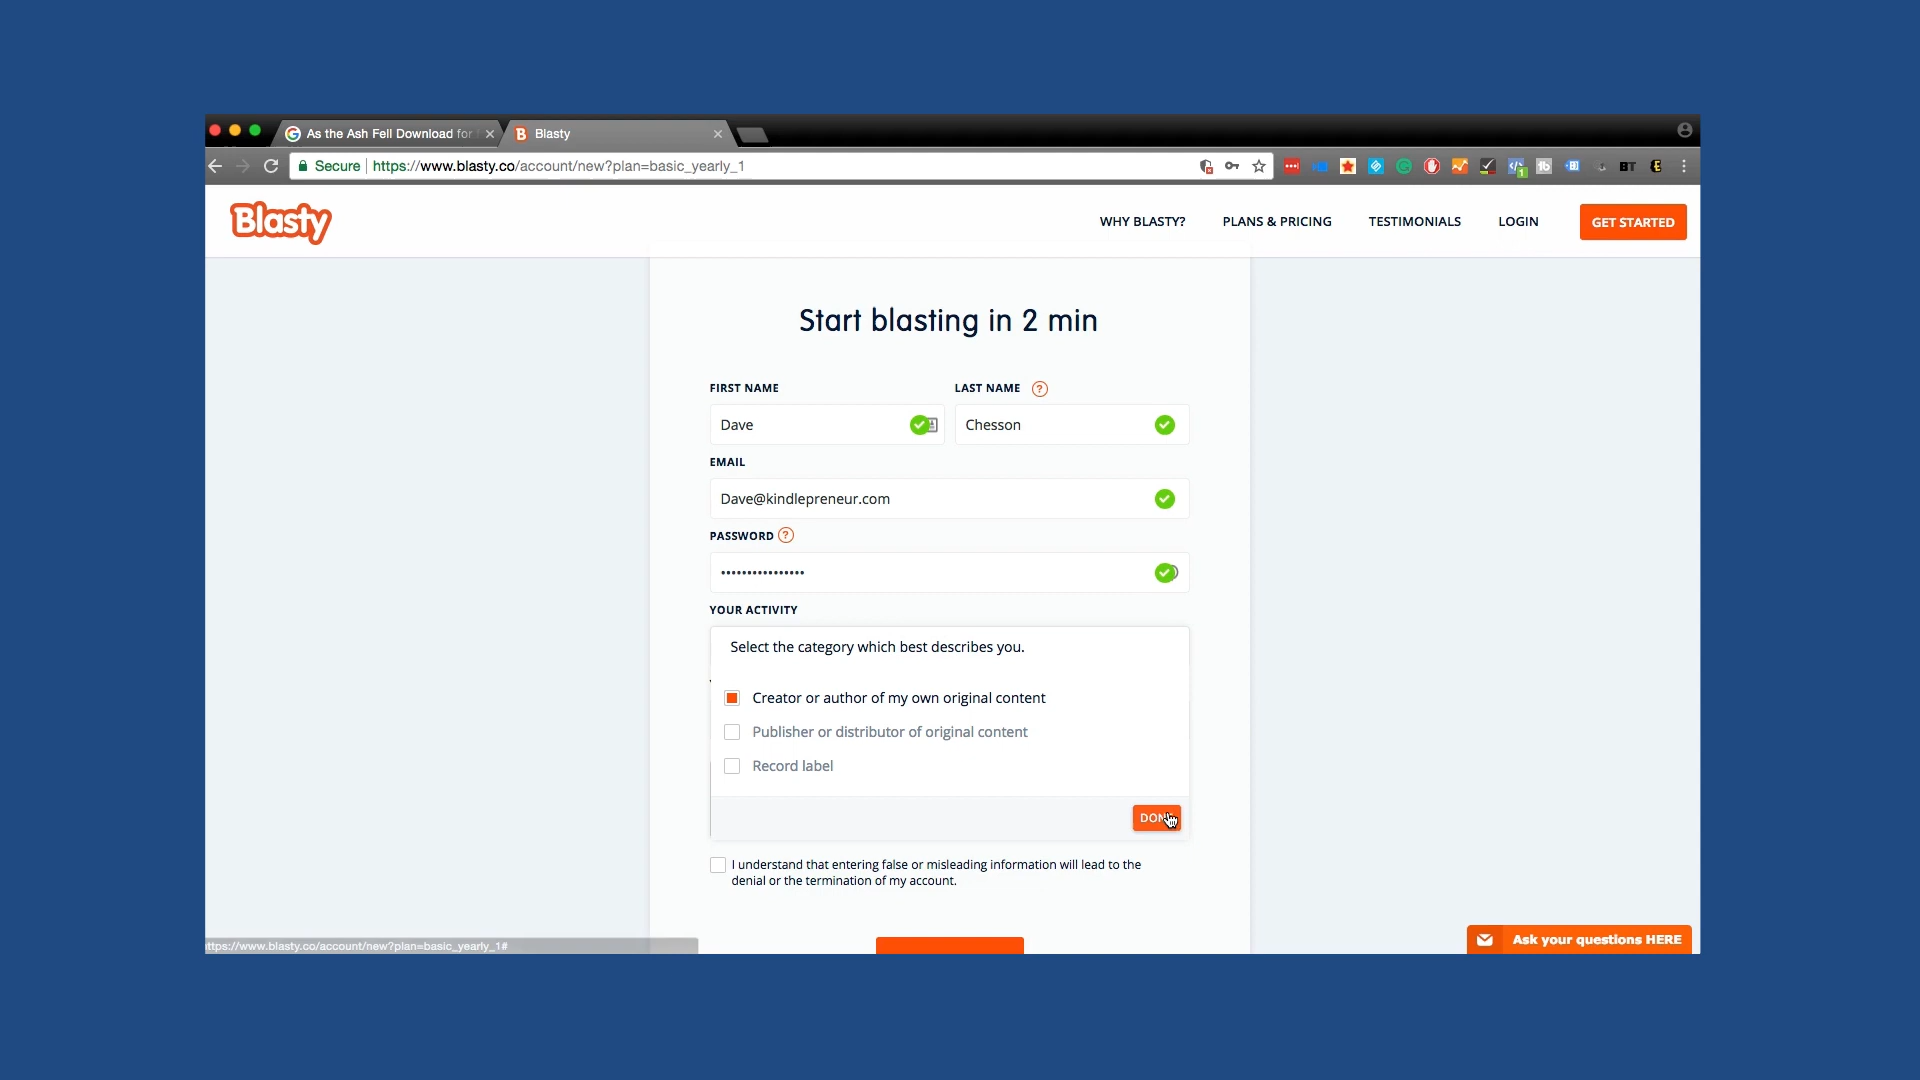 As the Ash Fell Download for
Blasty
Secure
https://www.blasty.co/account/new?plan=basic_yearly_1
Blasty
WHY BLASTY?
PLANS & PRICING
TESTIMONIALS
LOGIN
GET STARTED
Start blasting in 2 min
FIRST NAME
LAST NAME ?
Dave
Chesson
EMAIL
Dave@kindlepreneur.com
PASSWORD ?
••••••••••••••••
YOUR ACTIVITY
Select the category which best describes you.
Creator or author of my own original content
Publisher or distributor of original content
Record label
I understand that entering false or misleading information will lead to the
denial or the termination of my account.
ttps://www.blasty.co/account/new?plan=basic_yearly_1#
Ask your questions HERE